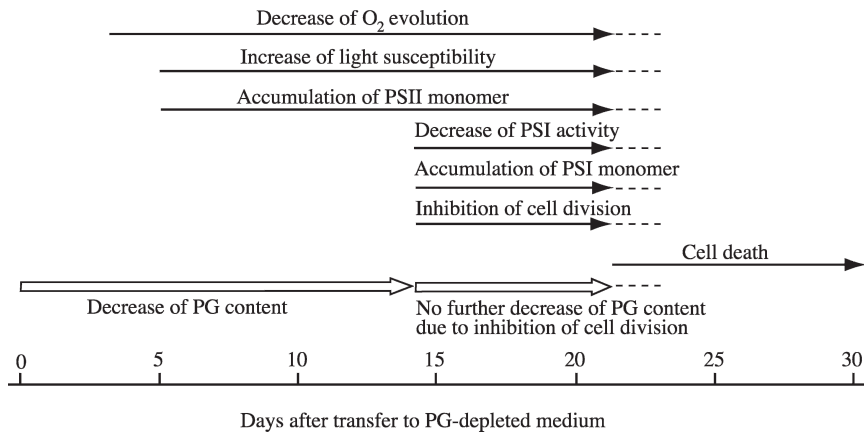 Decrease of O2 evolution
Increase of light susceptibility
Accumulation of PSII monomer
Decrease of PSI activity
Accumulation of PSI monomer
Inhibition of cell division
Cell death
Decrease of PG content
No further decrease of PG content
due to inhibition of cell division
0 5 10 15 20 25 30
Days after transfer to PG-depleted medium